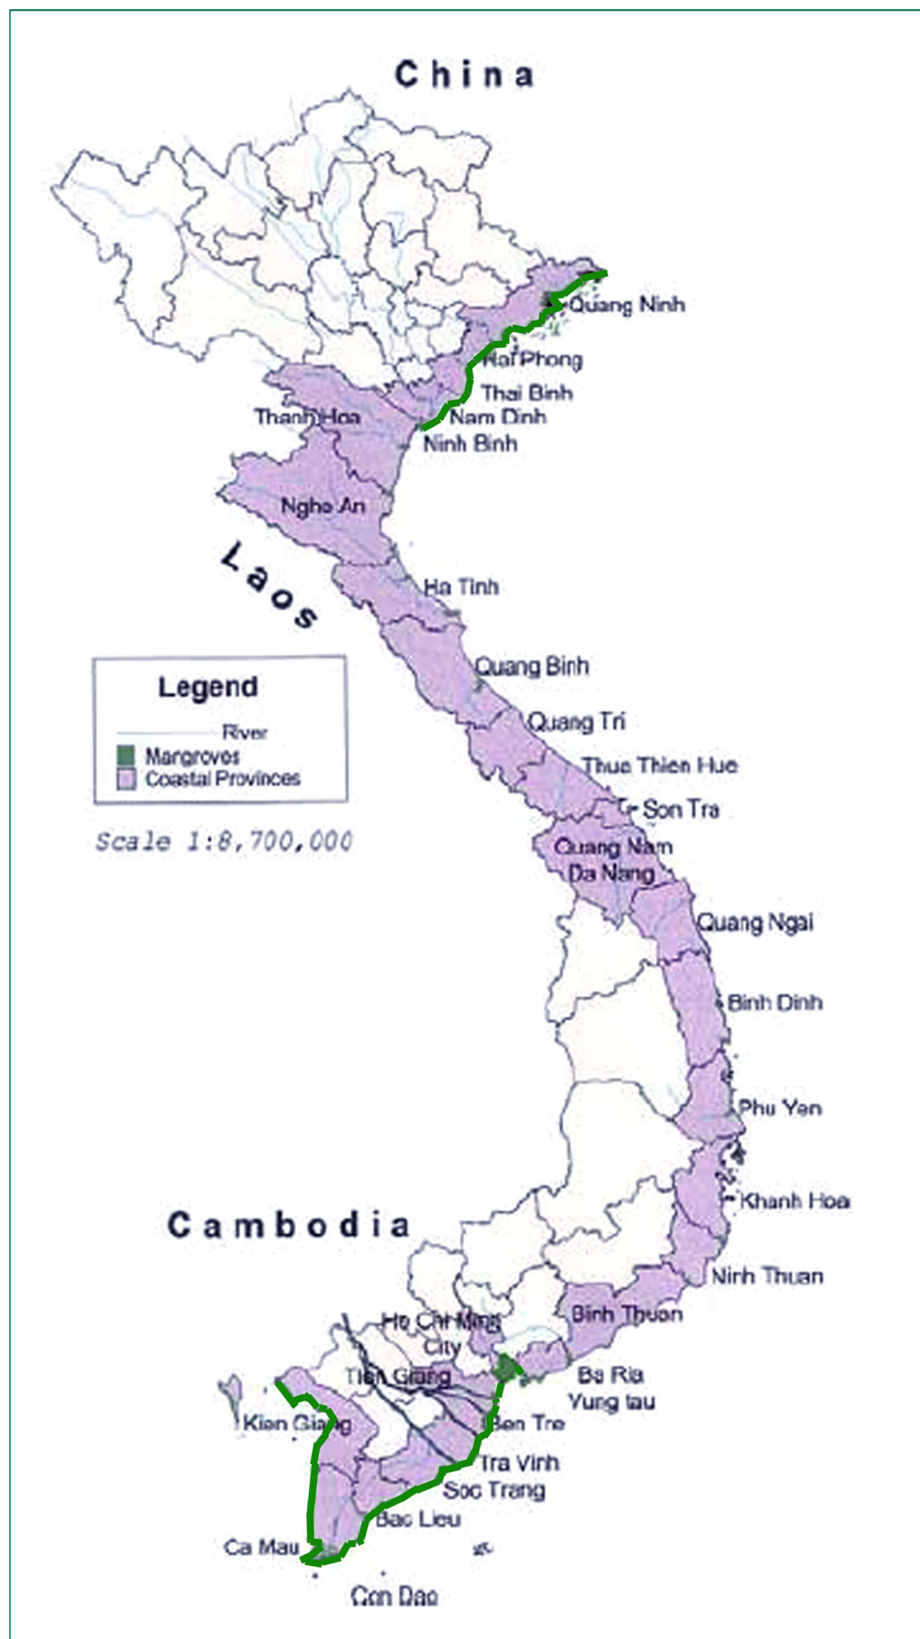 China
Quang Ninh
Hai Phong
Thai Binh
Nam Dinh
Thanh Hoa
Ninh Binh
Nghe An
Laos
Ha Tinh
Quang Binh
Legend
River
Mangroves
Coastal Provinces
Scale 1:8,700,000
Quang Tri
Thua Thien Hue
Son Tra
Quang Nam
Da Nang
Quang Ngai
Binh Dinh
Phu Yen
Khanh Hoa
Cambodia
Ninh Thuan
Binh Thuan
Ho Chi Ming
City
Tien Giang
Ba Ria
Vung tau
Kien Giang
Ben Tre
Tra Vinh
Soc Trang
Bac Lieu
Ca Mau
Con Dao